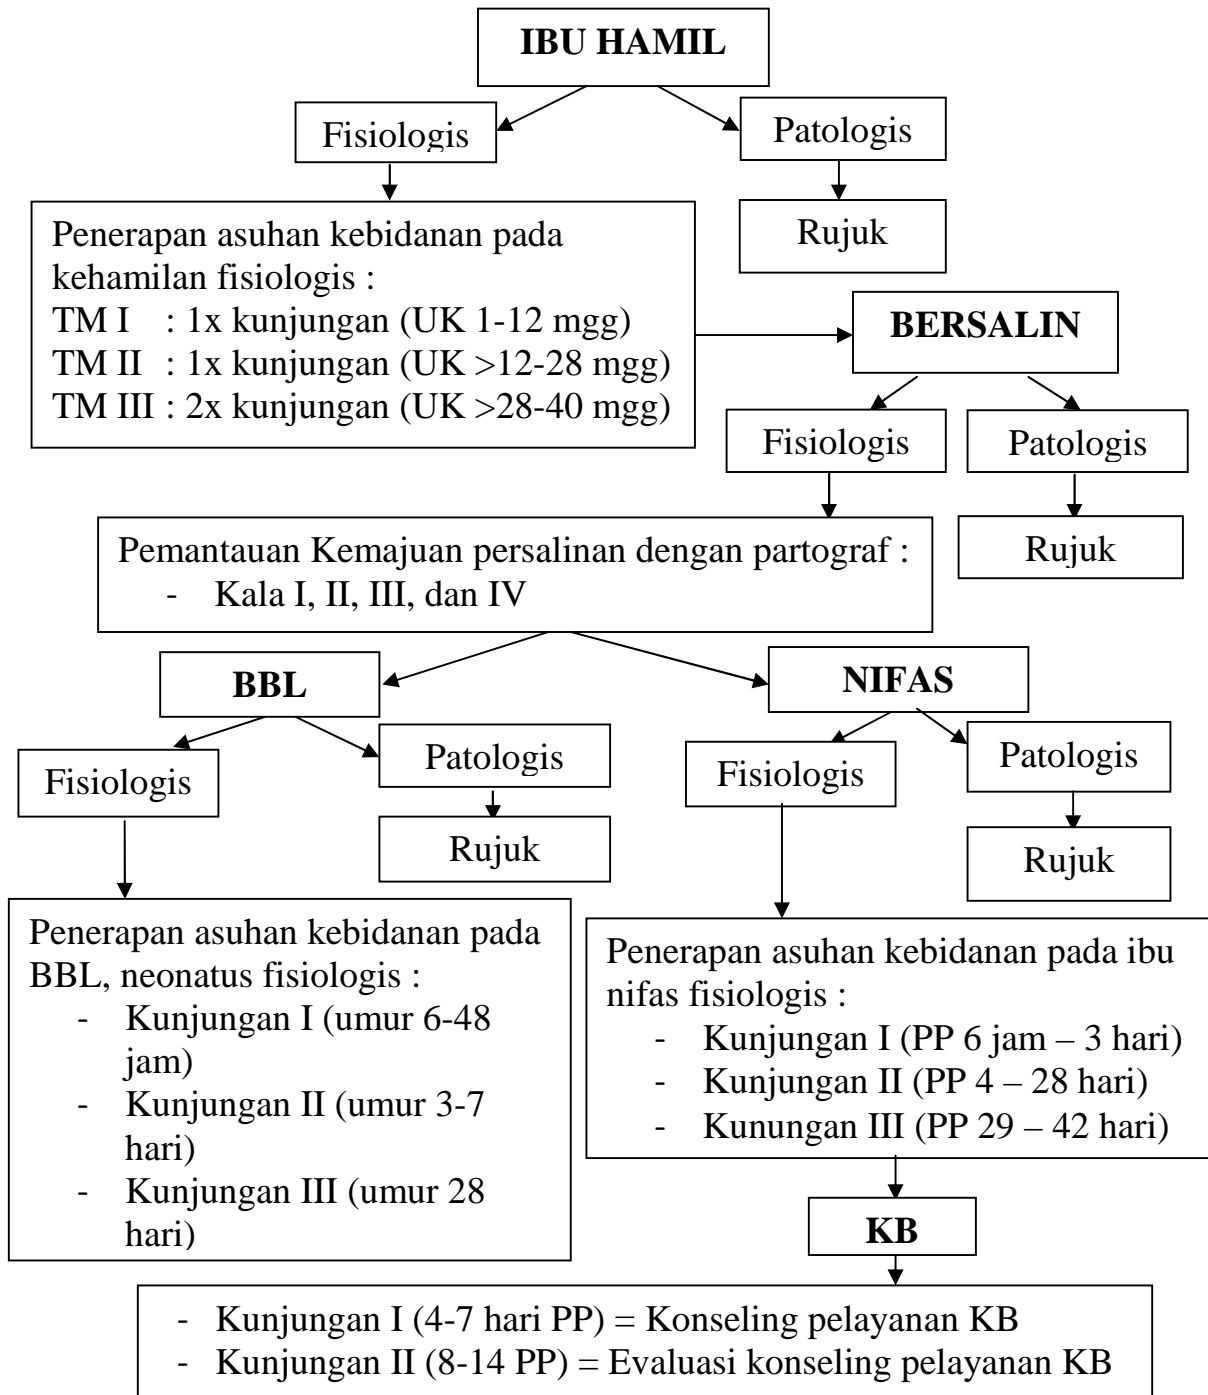 IBU HAMIL
Fisiologis
Patologis
Rujuk
Penerapan asuhan kebidanan pada
kehamilan fisiologis :
TM I : 1x kunjungan (UK 1-12 mgg)
TM II : 1x kunjungan (UK >12-28 mgg)
TM III : 2x kunjungan (UK >28-40 mgg)
BERSALIN
Fisiologis
Patologis
Rujuk
Pemantauan Kemajuan persalinan dengan partograf :
- Kala I, II, III, dan IV
BBL
NIFAS
Fisiologis
Patologis
Rujuk
Fisiologis
Patologis
Rujuk
Penerapan asuhan kebidanan pada
BBL, neonatus fisiologis :
- Kunjungan I (umur 6-48
jam)
- Kunjungan II (umur 3-7
hari)
- Kunjungan III (umur 28
hari)
Penerapan asuhan kebidanan pada ibu
nifas fisiologis :
- Kunjungan I (PP 6 jam – 3 hari)
- Kunjungan II (PP 4 – 28 hari)
- Kunungan III (PP 29 – 42 hari)
KB
- Kunjungan I (4-7 hari PP) = Konseling pelayanan KB
- Kunjungan II (8-14 PP) = Evaluasi konseling pelayanan KB